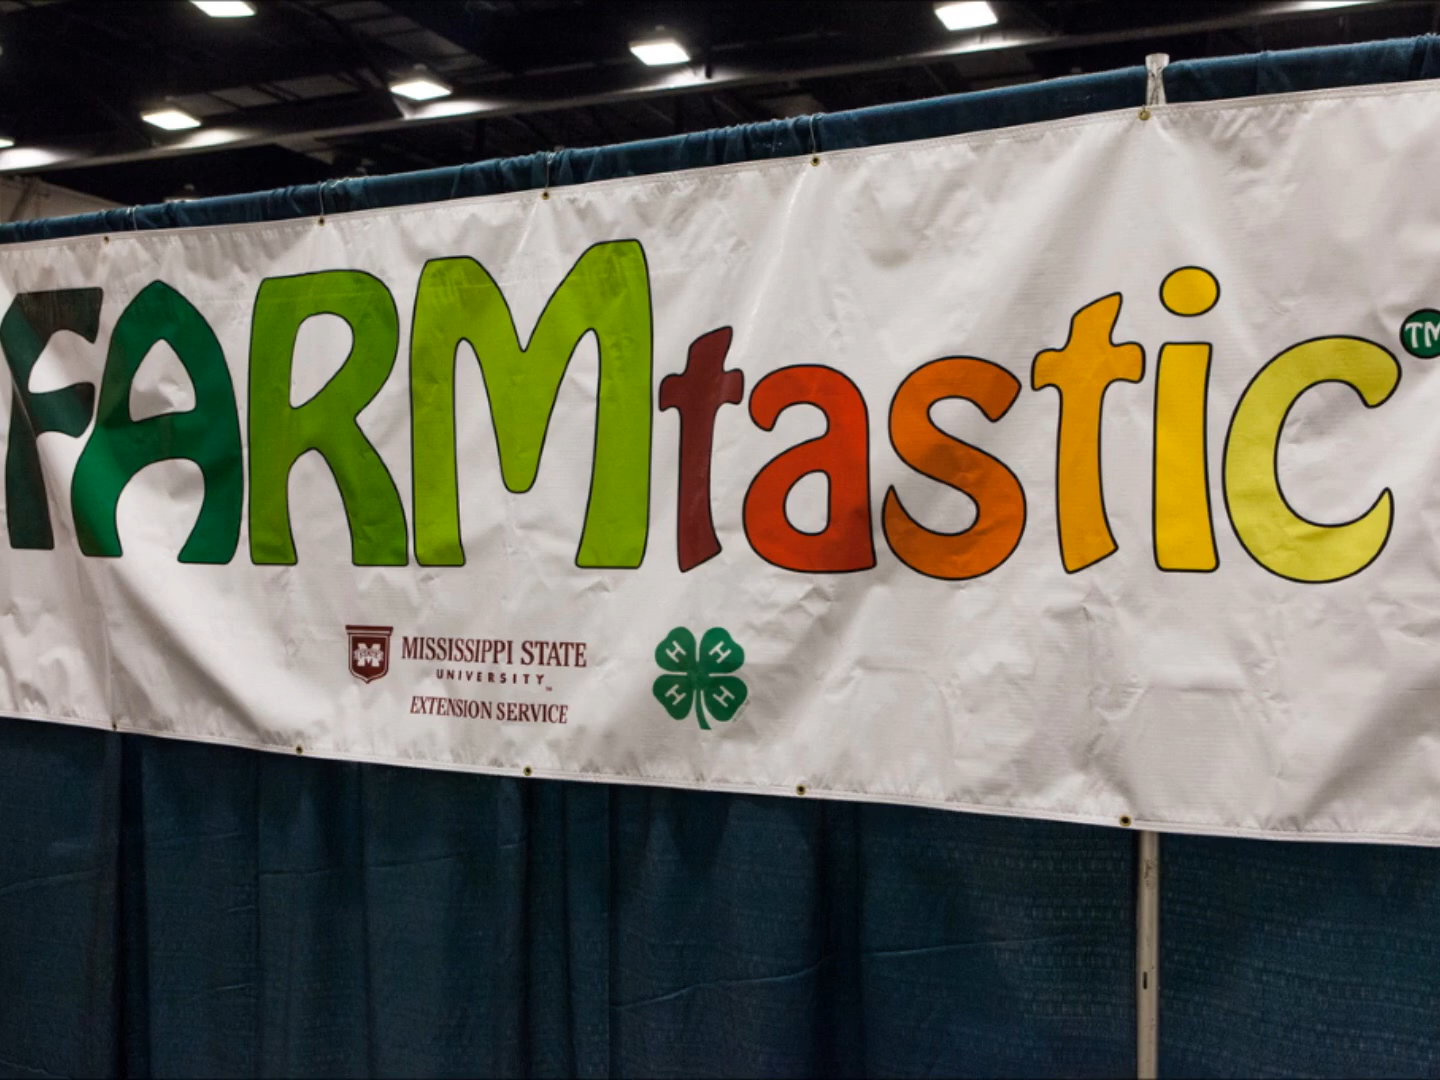 FARMtastic™
MISSISSIPPI STATE
UNIVERSITY™
EXTENSION SERVICE
H H
H H